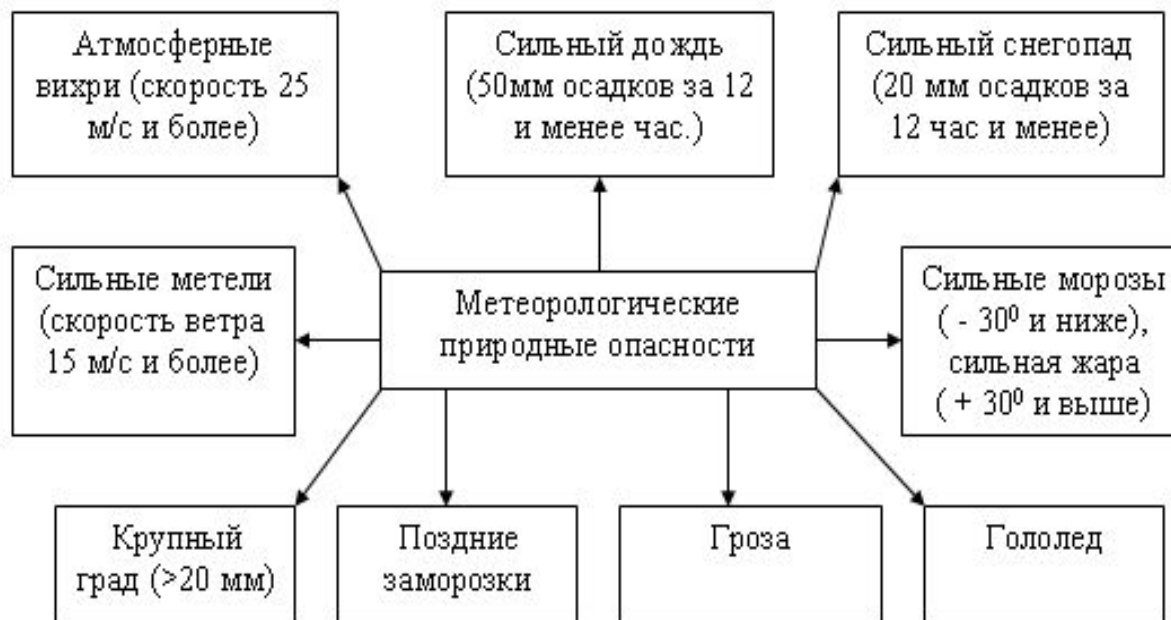 Атмосферные
вихри (скорость 25
м/с и более)
Сильный дождь
(50мм осадков за 12
и менее час.)
Сильный снегопад
(20 мм осадков за
12 час и менее)
Сильные метели
(скорость ветра
15 м/с и более)
Метеорологические
природные опасности
Сильные морозы
( - 30⁰ и ниже),
сильная жара
( + 30⁰ и выше)
Крупный
град (>20 мм)
Поздние
заморозки
Гроза
Гололед